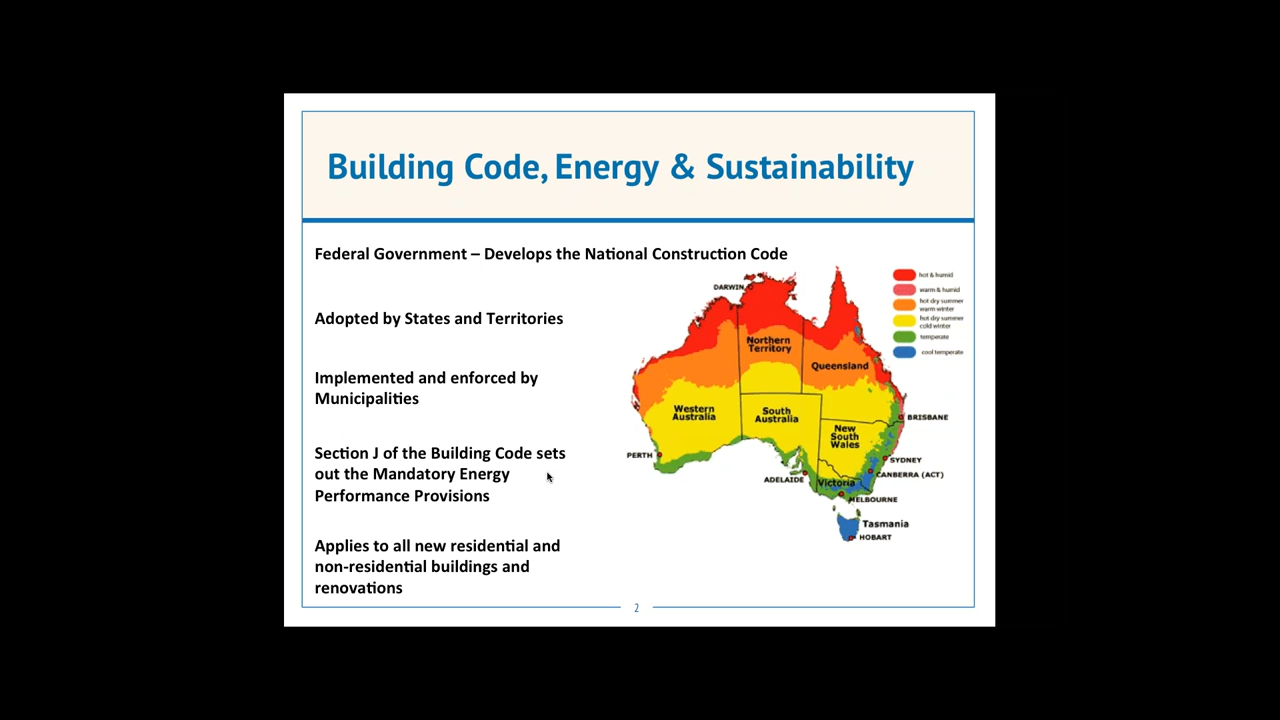 Building Code, Energy & Sustainability
Federal Government – Develops the National Construction Code
Adopted by States and Territories
Implemented and enforced by
Municipalities
Section J of the Building Code sets
out the Mandatory Energy
Performance Provisions
Applies to all new residential and
non-residential buildings and
renovations
hot & humid
warm & humid
hot dry summer
warm winter
hot dry summer
cold winter
temperate
cool temperate
DARWIN
Northern
Territory
Queensland
Western
Australia
South
Australia
New
South
Wales
BRISBANE
PERTH
SYDNEY
ADELAIDE
CANBERRA (ACT)
Victoria
MELBOURNE
Tasmania
HOBART
2